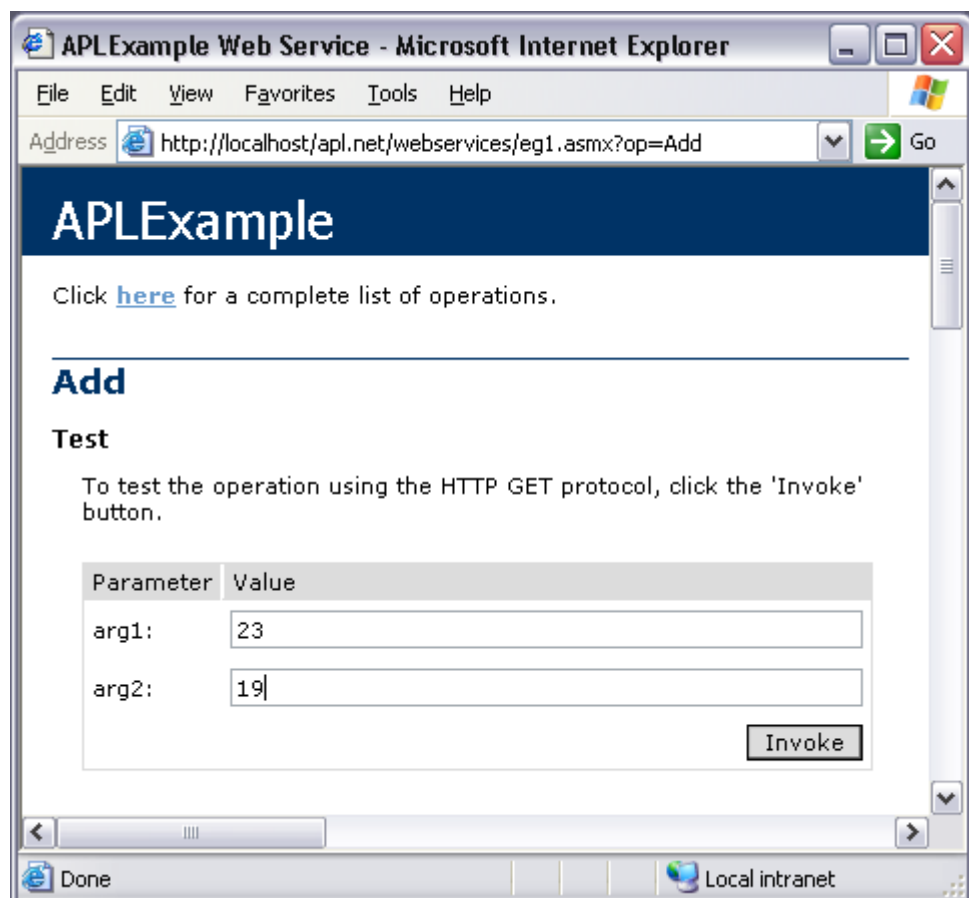 APLExample Web Service - Microsoft Internet Explorer
File Edit View Favorites Tools Help
Address http://localhost/apl.net/webservices/eg1.asmx?op=Add Go
APLExample
Click here for a complete list of operations.
Add
Test
To test the operation using the HTTP GET protocol, click the 'Invoke'
button.
Parameter Value
arg1: 23
arg2: 19
Invoke
Done Local intranet